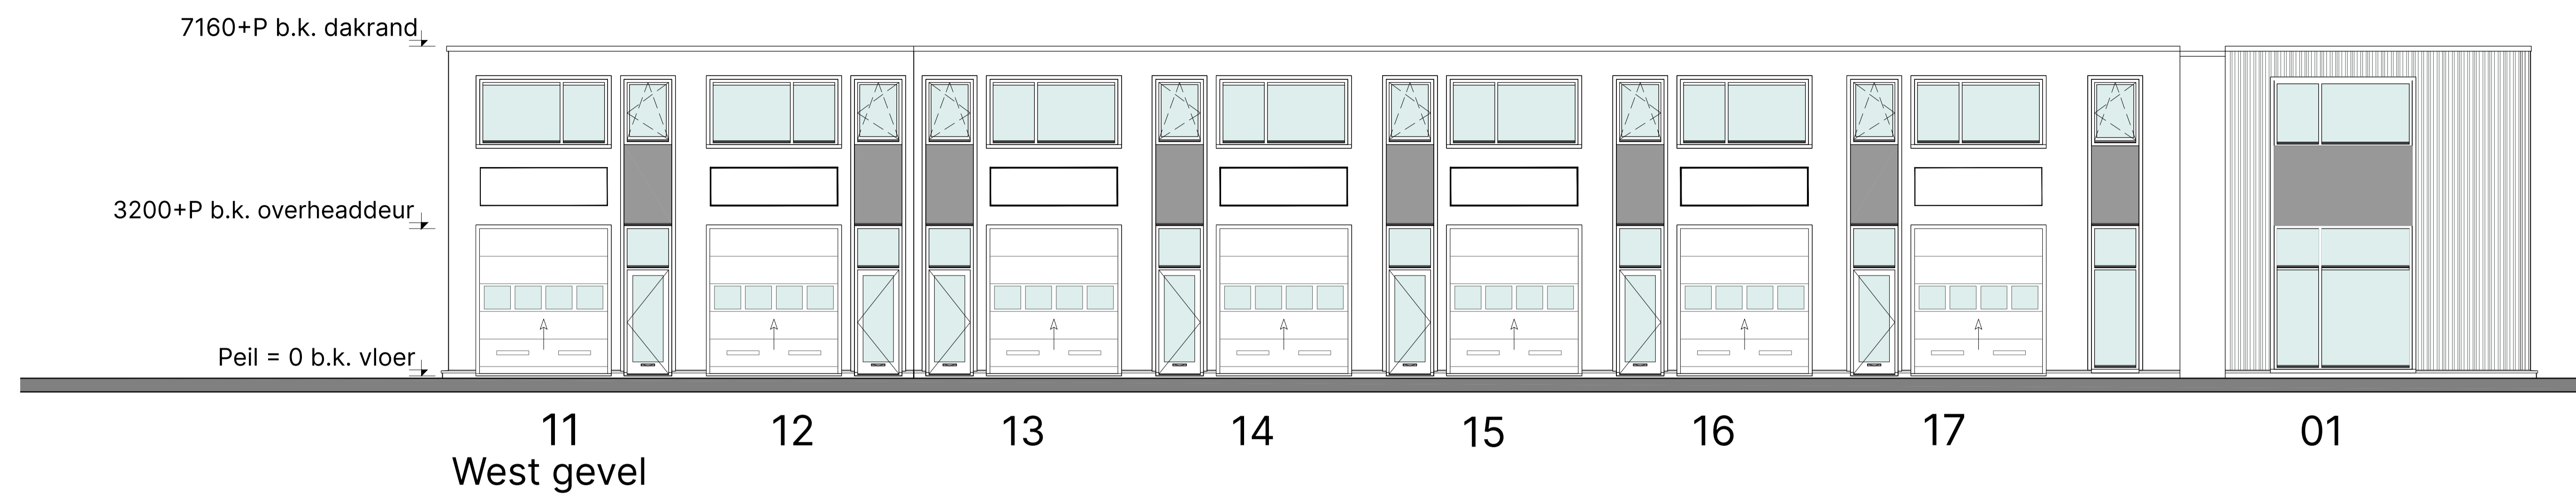 7160+P b.k. dakrand
3200+P b.k. overheaddeur
Peil = 0 b.k. vloer
11 12 13 14 15 16 17 01
West gevel